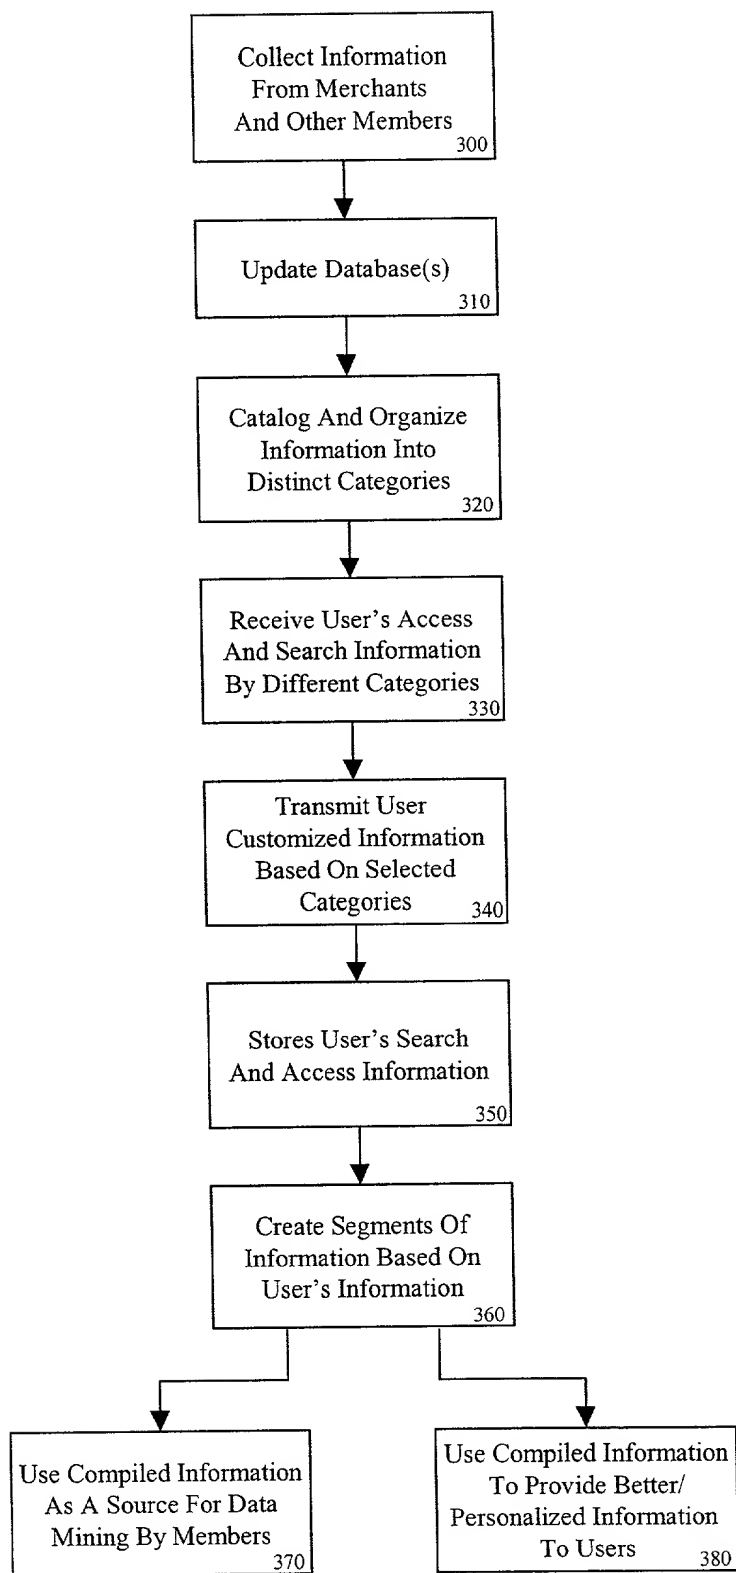 Collect Information
From Merchants
And Other Members
300
Update Database(s)
310
Catalog And Organize
Information Into
Distinct Categories
320
Receive User's Access
And Search Information
By Different Categories
330
Transmit User
Customized Information
Based On Selected
Categories
340
Stores User's Search
And Access Information
350
Create Segments Of
Information Based On
User's Information
360
Use Compiled Information
As A Source For Data
Mining By Members
370
Use Compiled Information
To Provide Better/
Personalized Information
To Users
380